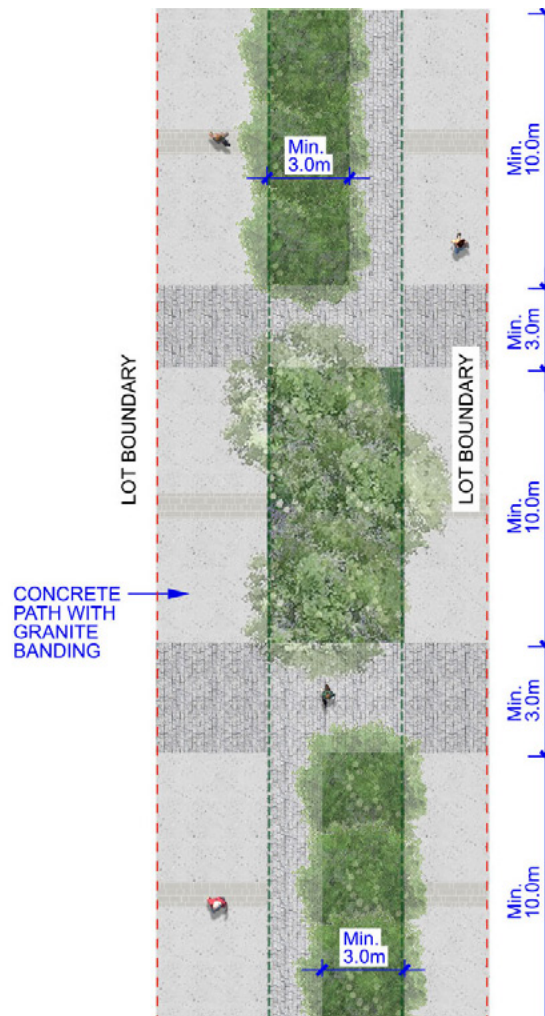 Min.
3.0m
Min.
10.0m
Min.
3.0m
LOT BOUNDARY
LOT BOUNDARY
Min.
10.0m
CONCRETE
PATH WITH
GRANITE
BANDING
Min.
3.0m
Min.
10.0m
Min.
3.0m